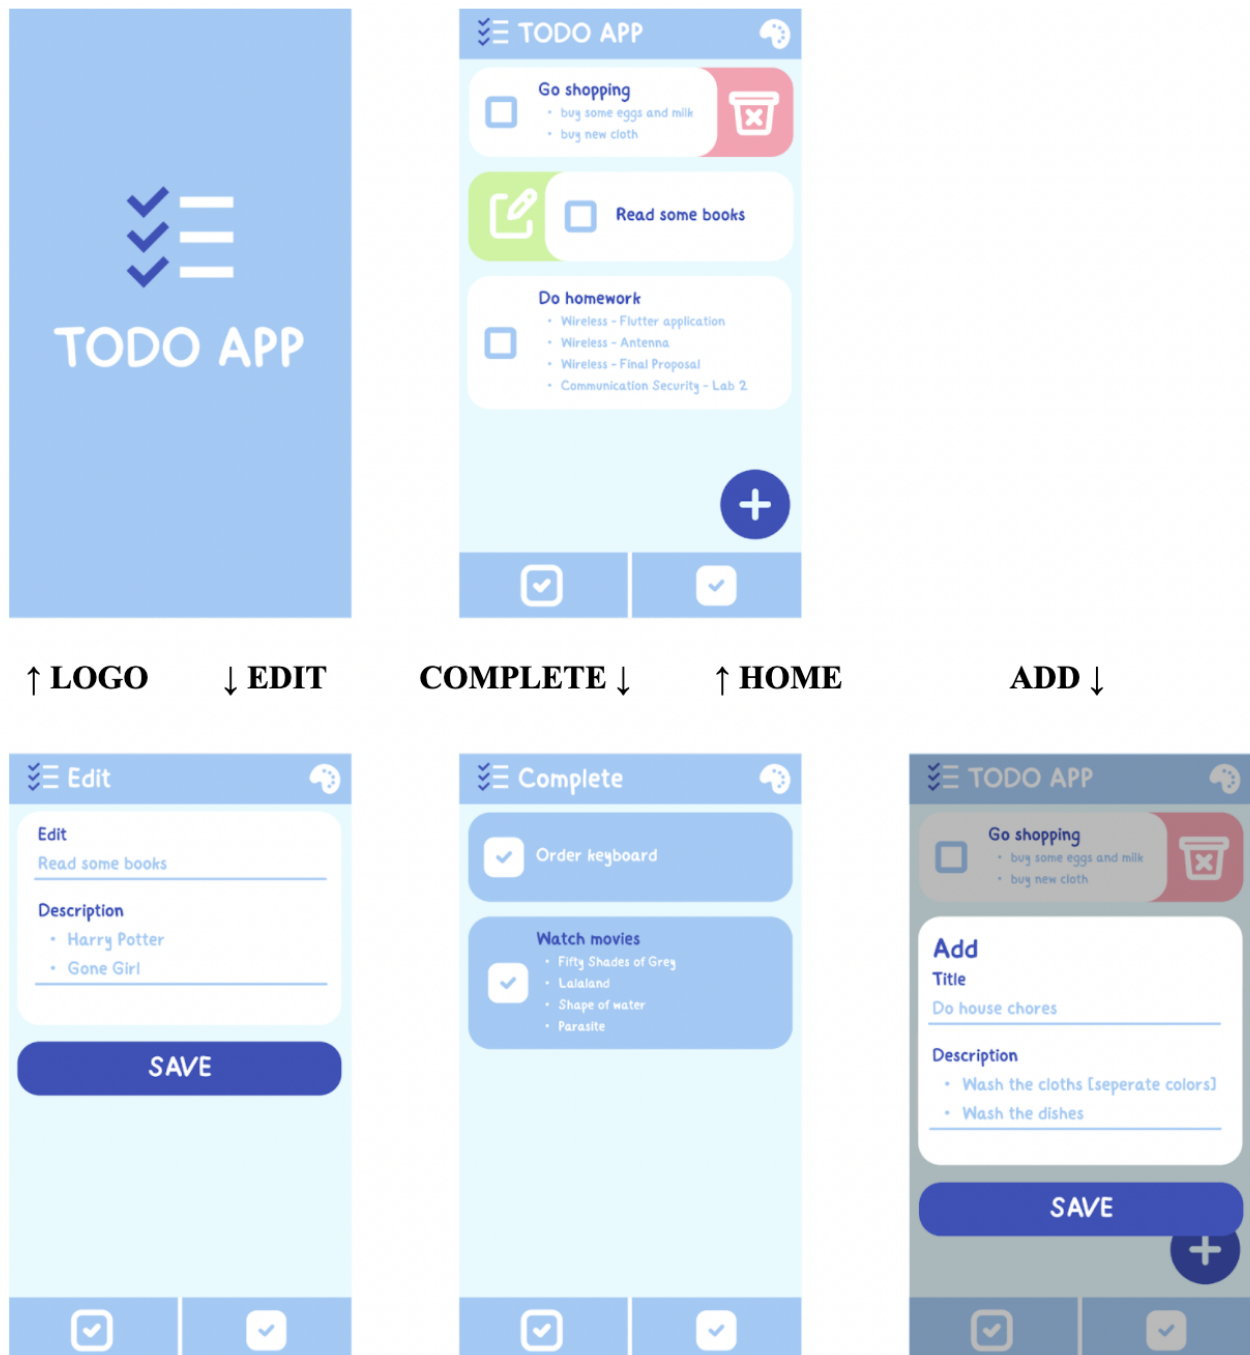 TODO APP
TODO APP
Go shopping
• buy some eggs and milk
• buy new cloth
Read some books
Do homework
• Wireless - Flutter application
• Wireless - Antenna
• Wireless - Final Proposal
• Communication Security - Lab 2
↑ LOGO
↓ EDIT
COMPLETE ↓
↑ HOME
ADD ↓
Edit
Edit
Read some books
Description
• Harry Potter
• Gone Girl
SAVE
Complete
Order keyboard
Watch movies
• Fifty Shades of Grey
• Lalaland
• Shape of water
• Parasite
TODO APP
Go shopping
• buy some eggs and milk
• buy new cloth
Add
Title
Do house chores
Description
• Wash the cloths [seperate colors]
• Wash the dishes
SAVE